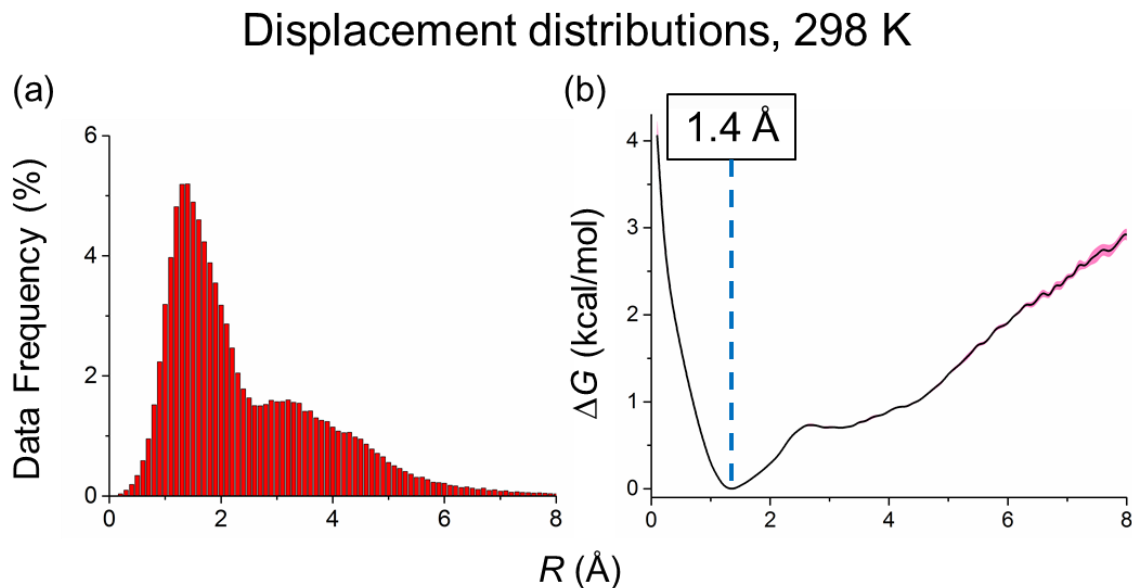 Displacement distributions, 298 K
(a)
(b)
1.4 Å
Data Frequency (%)
6
4
2
0
0 2 4 6 8
ΔG (kcal/mol)
4
3
2
1
0
0 2 4 6 8
R (Å)